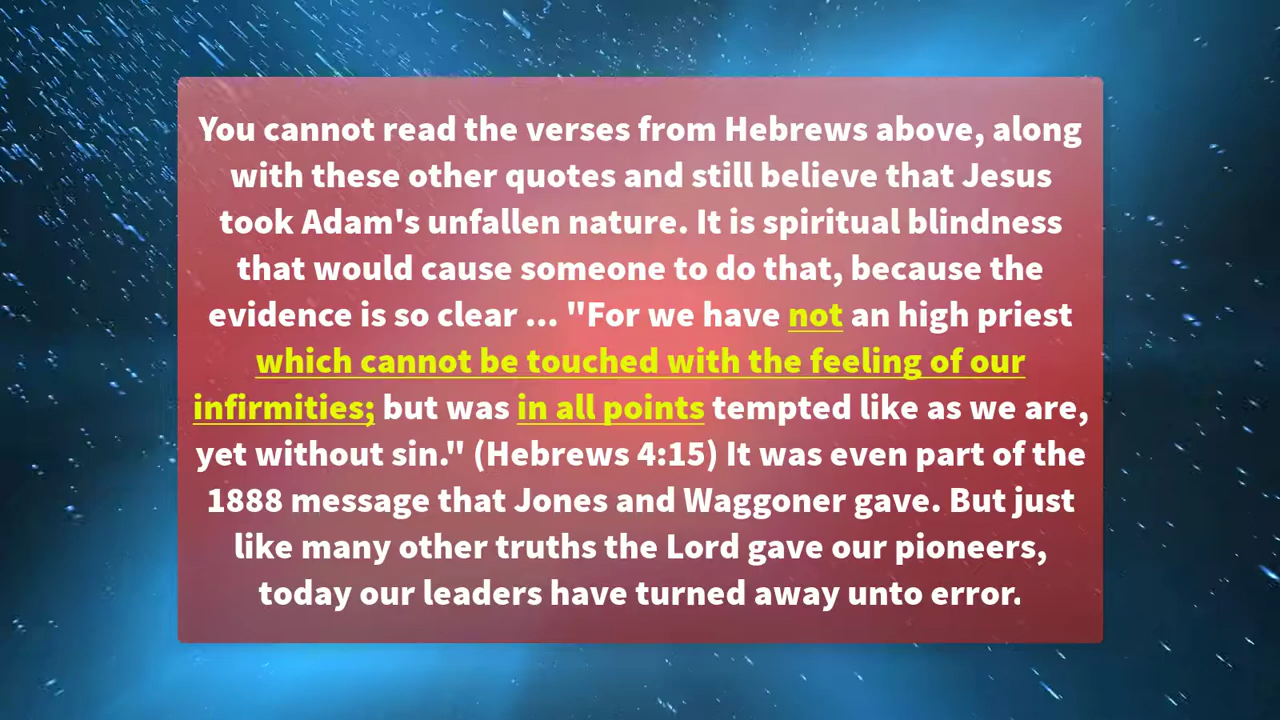 You cannot read the verses from Hebrews above, along
with these other quotes and still believe that Jesus
took Adam's unfallen nature. It is spiritual blindness
that would cause someone to do that, because the
evidence is so clear ... "For we have not an high priest
which cannot be touched with the feeling of our
infirmities; but was in all points tempted like as we are,
yet without sin." (Hebrews 4:15) It was even part of the
1888 message that Jones and Waggoner gave. But just
like many other truths the Lord gave our pioneers,
today our leaders have turned away unto error.